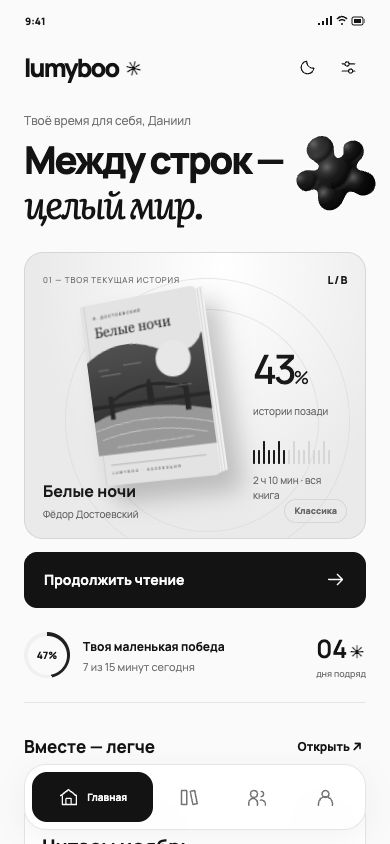 9:41
lumyboo
Твоё время для себя, Даниил
Между строк —
целый мир.
01 — ТВОЯ ТЕКУЩАЯ ИСТОРИЯ
L/B
Ф. ДОСТОЕВСКИЙ
Белые ночи
43%
истории позади
2 ч 10 мин · вся
книга
Белые ночи
Фёдор Достоевский
Классика
Продолжить чтение
47%
Твоя маленькая победа
7 из 15 минут сегодня
04
дня подряд
Вместе — легче
Открыть
Главная